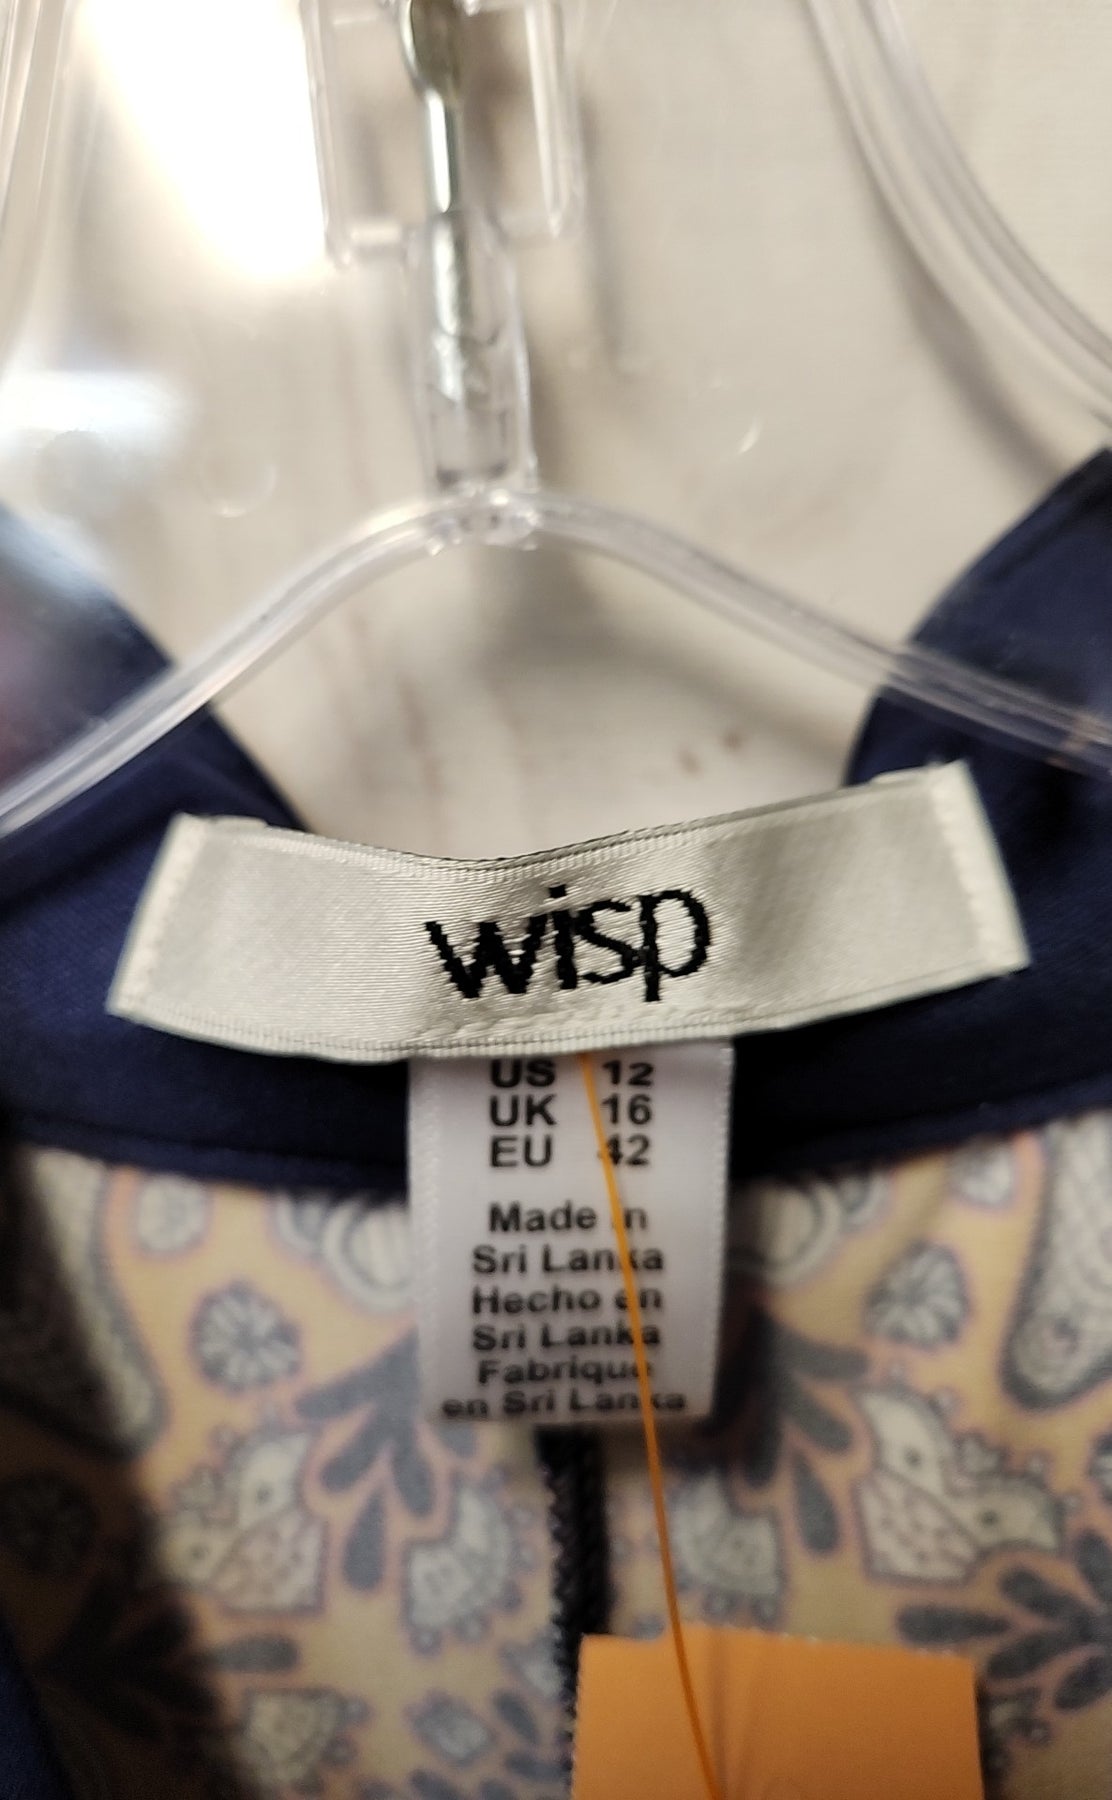 wisp
US 12
UK 16
EU 42
Made in
Sri Lanka
Hecho en
Sri Lanka
Fabrique
en Sri Lanka